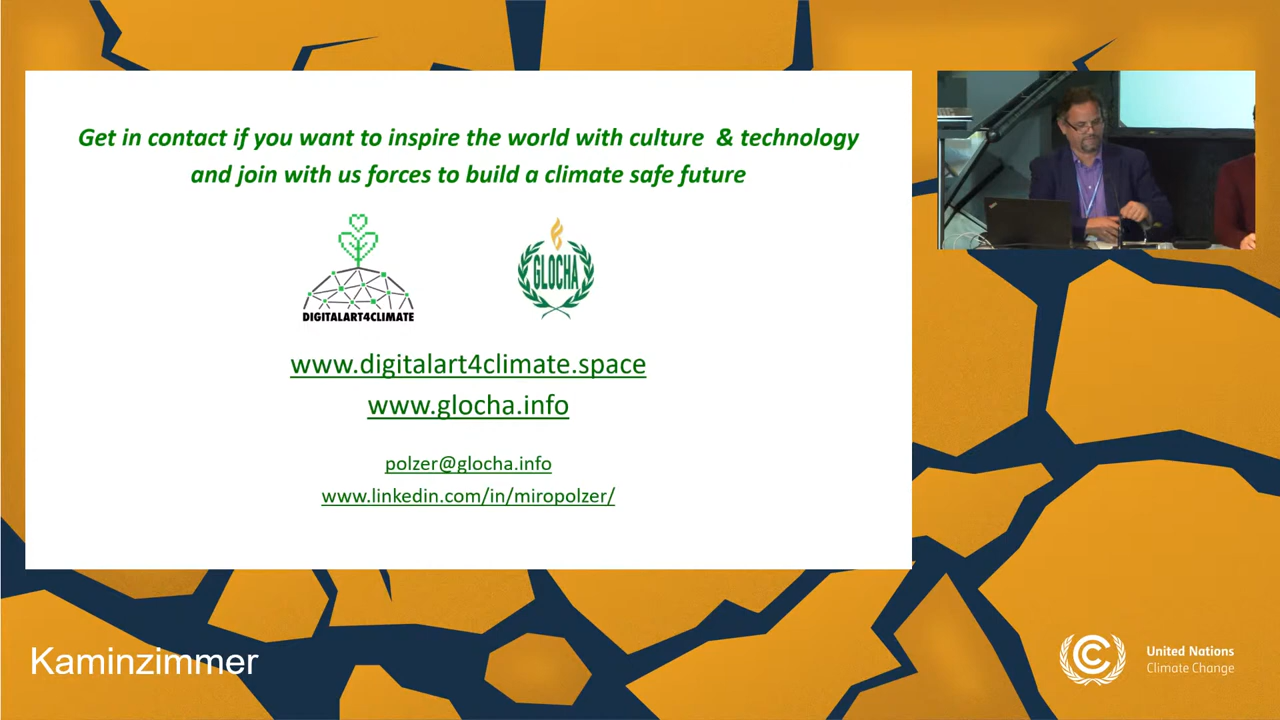 Get in contact if you want to inspire the world with culture & technology
and join with us forces to build a climate safe future
DIGITALART4CLIMATE
GLOCHA
www.digitalart4climate.space
www.glocha.info
polzer@glocha.info
www.linkedin.com/in/miropolzer/
Kaminzimmer
United Nations
Climate Change